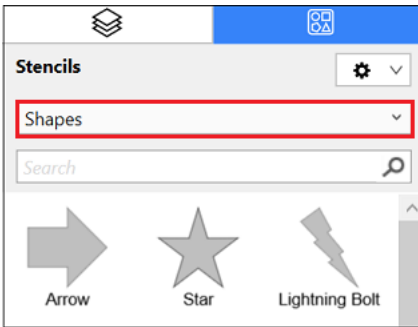 Stencils
Shapes
Search
Arrow Star Lightning Bolt